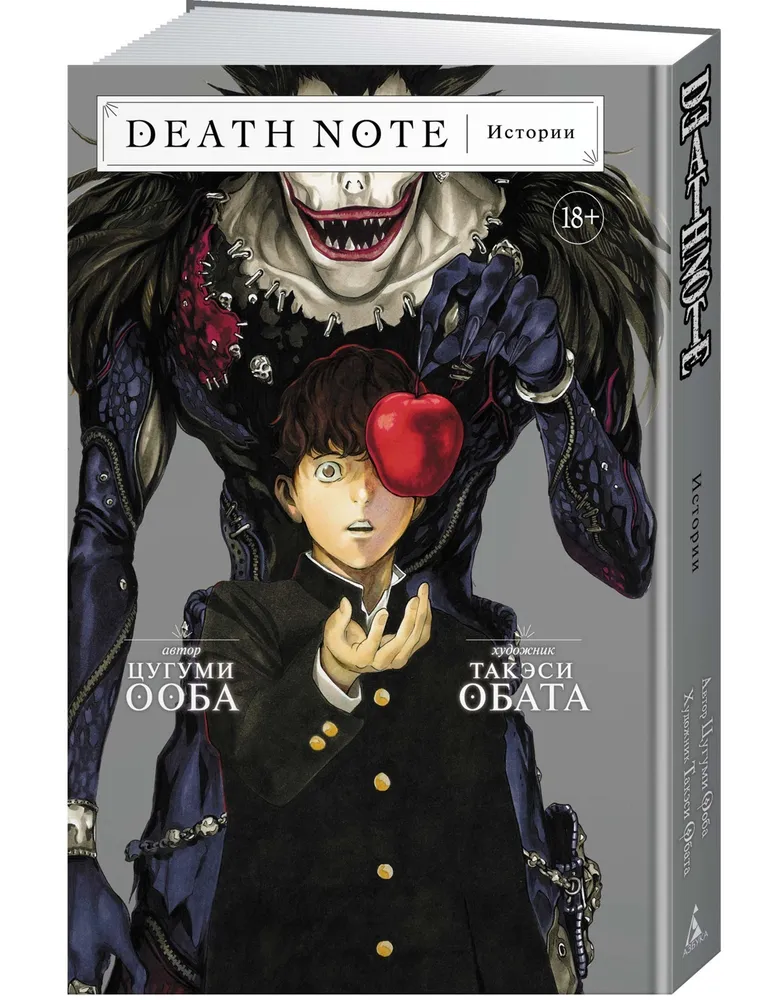 DEATH NOTE | Истории
18+
автор
ЦУГУМИ
ООБА
художник
ТАКЭСИ
ОБАТА
DEATH NOTE
Истории
Автор Цугуми Ооба
Художник Такэси Обата
АЗБУКА